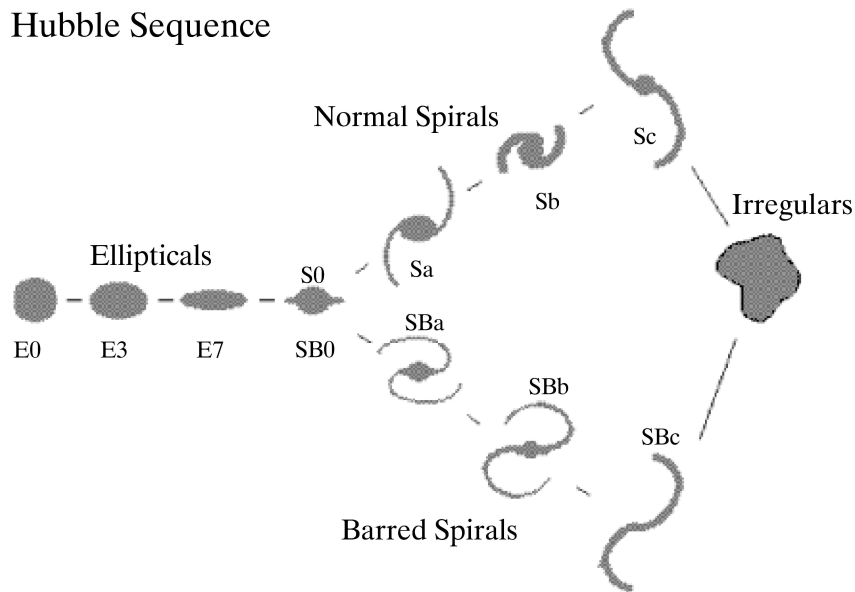 Hubble Sequence
Normal Spirals
Sc
Sb
Irregulars
Ellipticals
S0
Sa
E0
E3
E7
SB0
SBa
SBb
SBc
Barred Spirals